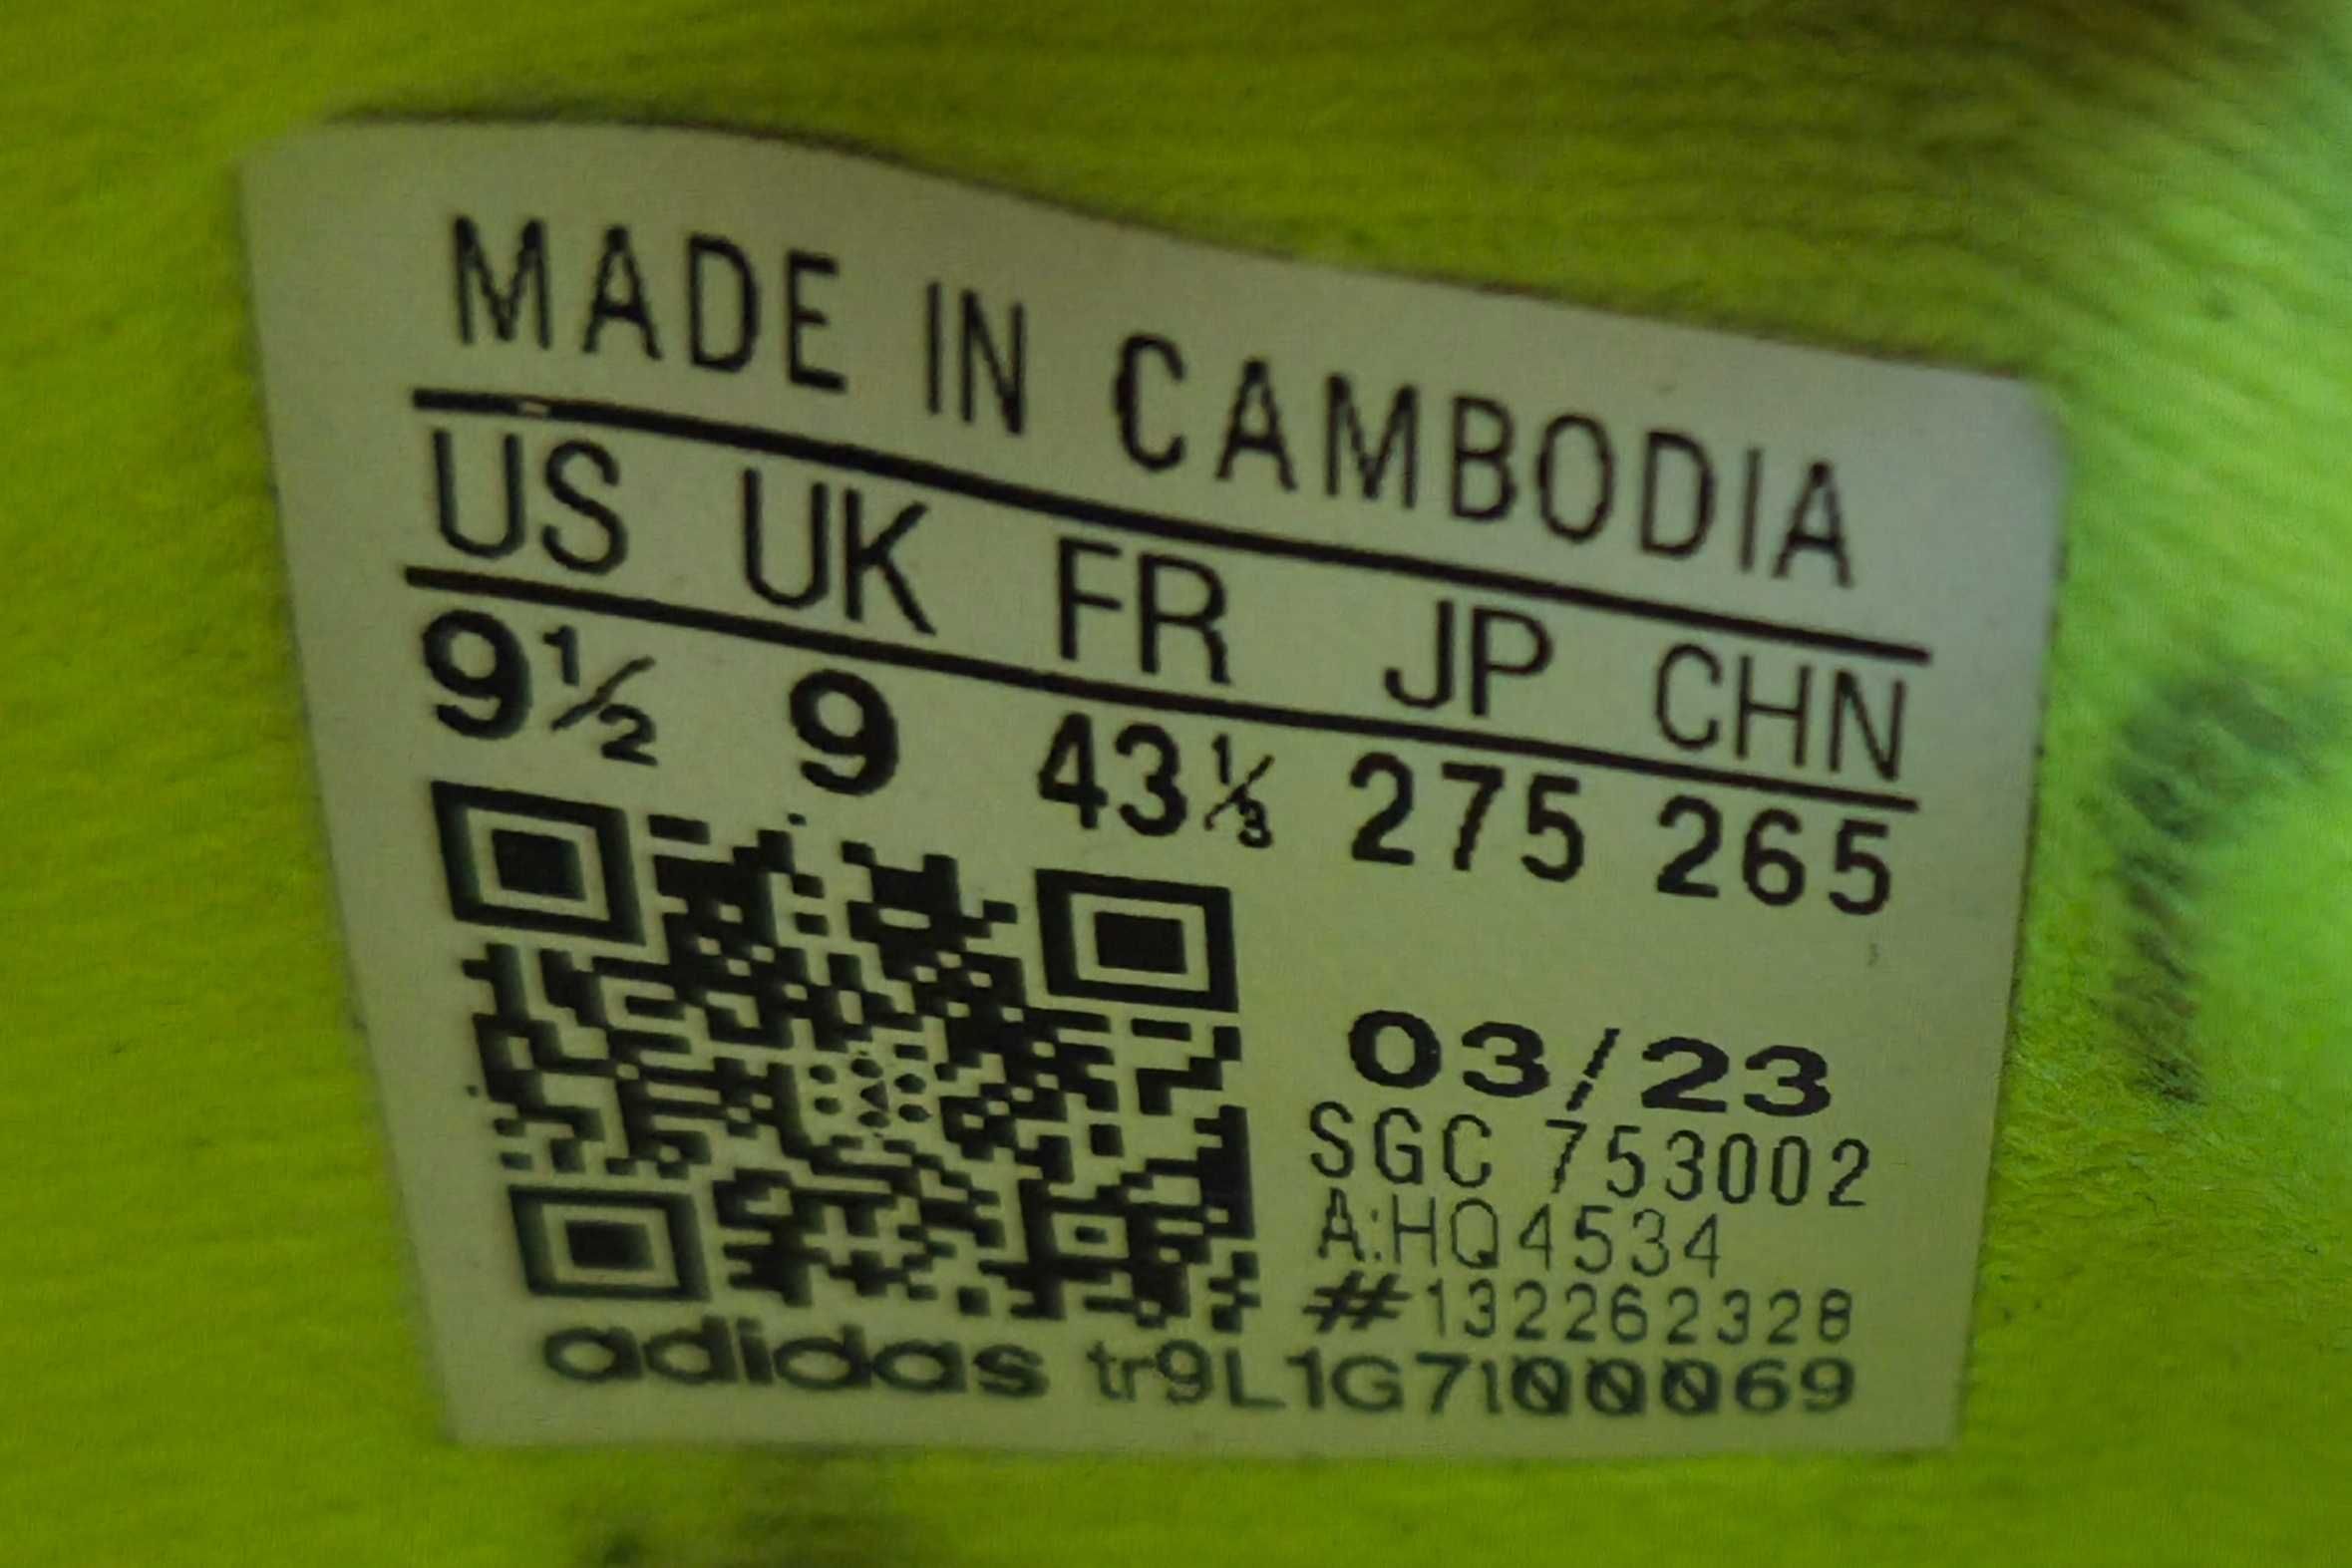 MADE IN CAMBODIA
US UK FR JP CHN
9½ 9 43⅓ 275 265
03/23
SGC 753002
A:HQ4534
#132262328
adidas tr9L1G7I00069